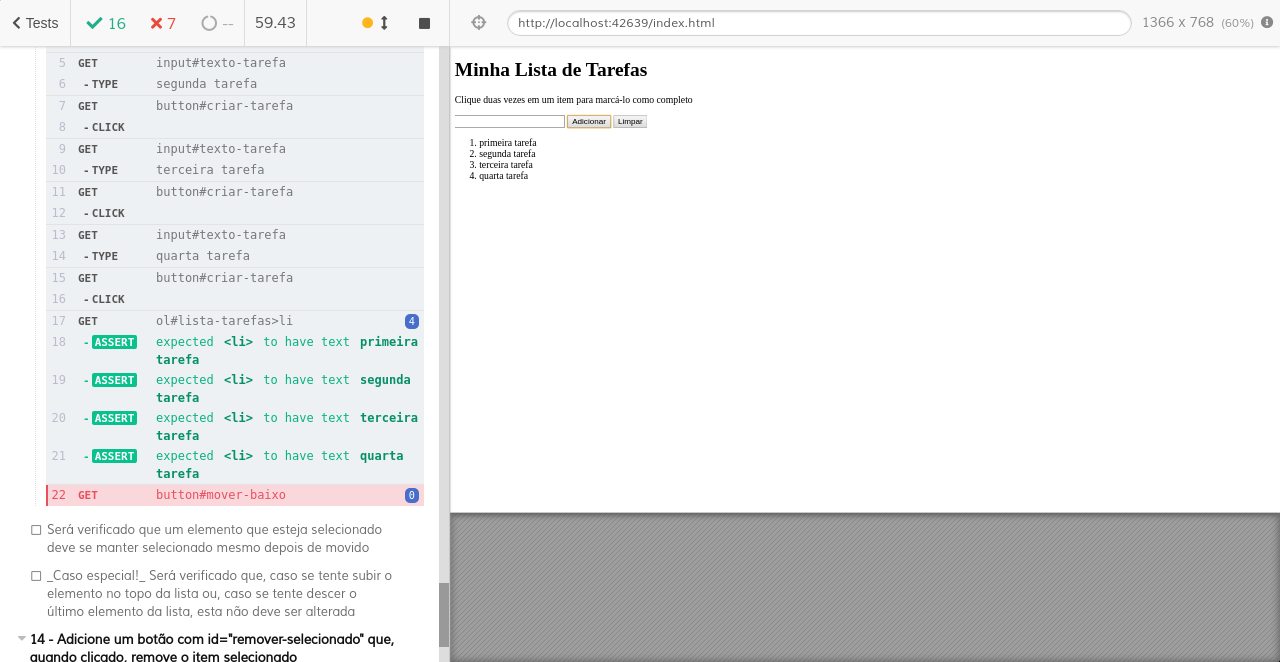 Tests
16
7
--
59.43
http://localhost:42639/index.html
1366 x 768 (60%)
5 GET input#texto-tarefa
6 - TYPE segunda tarefa
7 GET button#criar-tarefa
8 - CLICK
9 GET input#texto-tarefa
10 - TYPE terceira tarefa
11 GET button#criar-tarefa
12 - CLICK
13 GET input#texto-tarefa
14 - TYPE quarta tarefa
15 GET button#criar-tarefa
16 - CLICK
17 GET ol#lista-tarefas>li 4
18 - ASSERT expected <li> to have text primeira
tarefa
19 - ASSERT expected <li> to have text segunda
tarefa
20 - ASSERT expected <li> to have text terceira
tarefa
21 - ASSERT expected <li> to have text quarta
tarefa
22 GET button#mover-baixo 0
Será verificado que um elemento que esteja selecionado
deve se manter selecionado mesmo depois de movido
_Caso especial!_ Será verificado que, caso se tente subir o
elemento no topo da lista ou, caso se tente descer o
último elemento da lista, esta não deve ser alterada
14 - Adicione um botão com id="remover-selecionado" que,
quando clicado, remove o item selecionado
Minha Lista de Tarefas
Clique duas vezes em um item para marcá-lo como completo
Adicionar Limpar
1. primeira tarefa
2. segunda tarefa
3. terceira tarefa
4. quarta tarefa